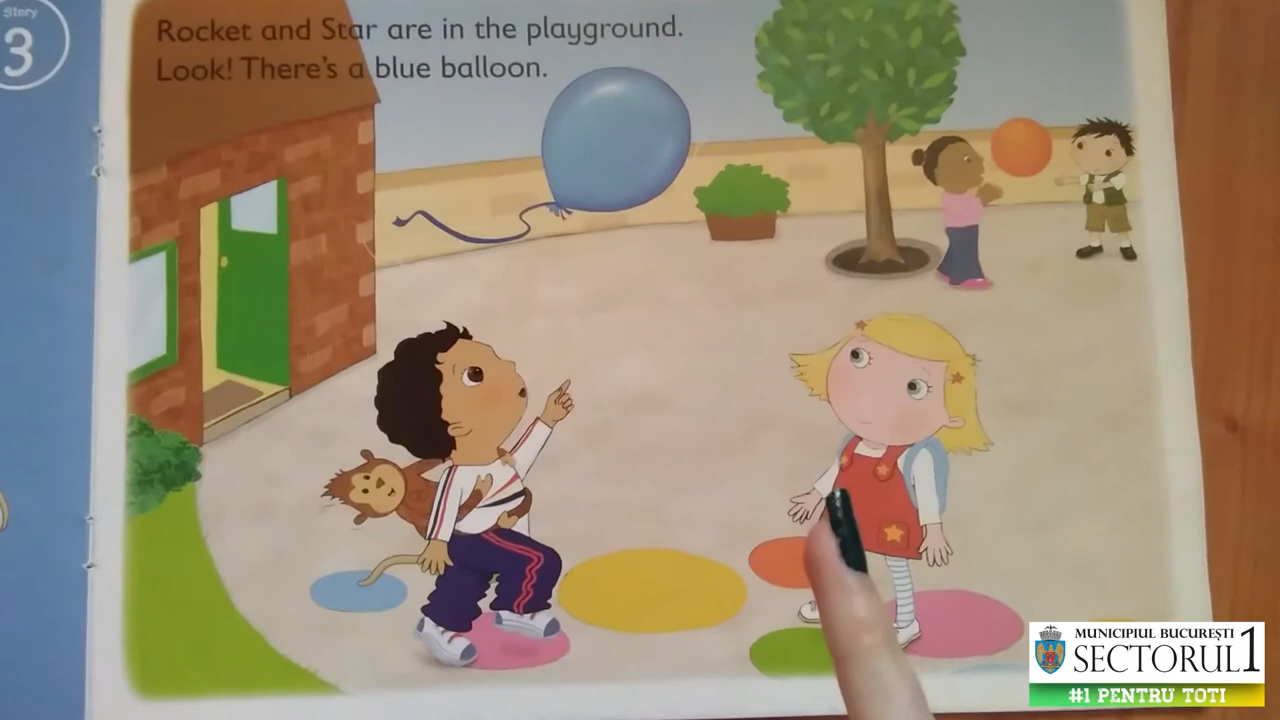 Story
3
Rocket and Star are in the playground.
Look! There's a blue balloon.
MUNICIPIUL BUCUREȘTI
SECTORUL 1
#1 PENTRU TOTI